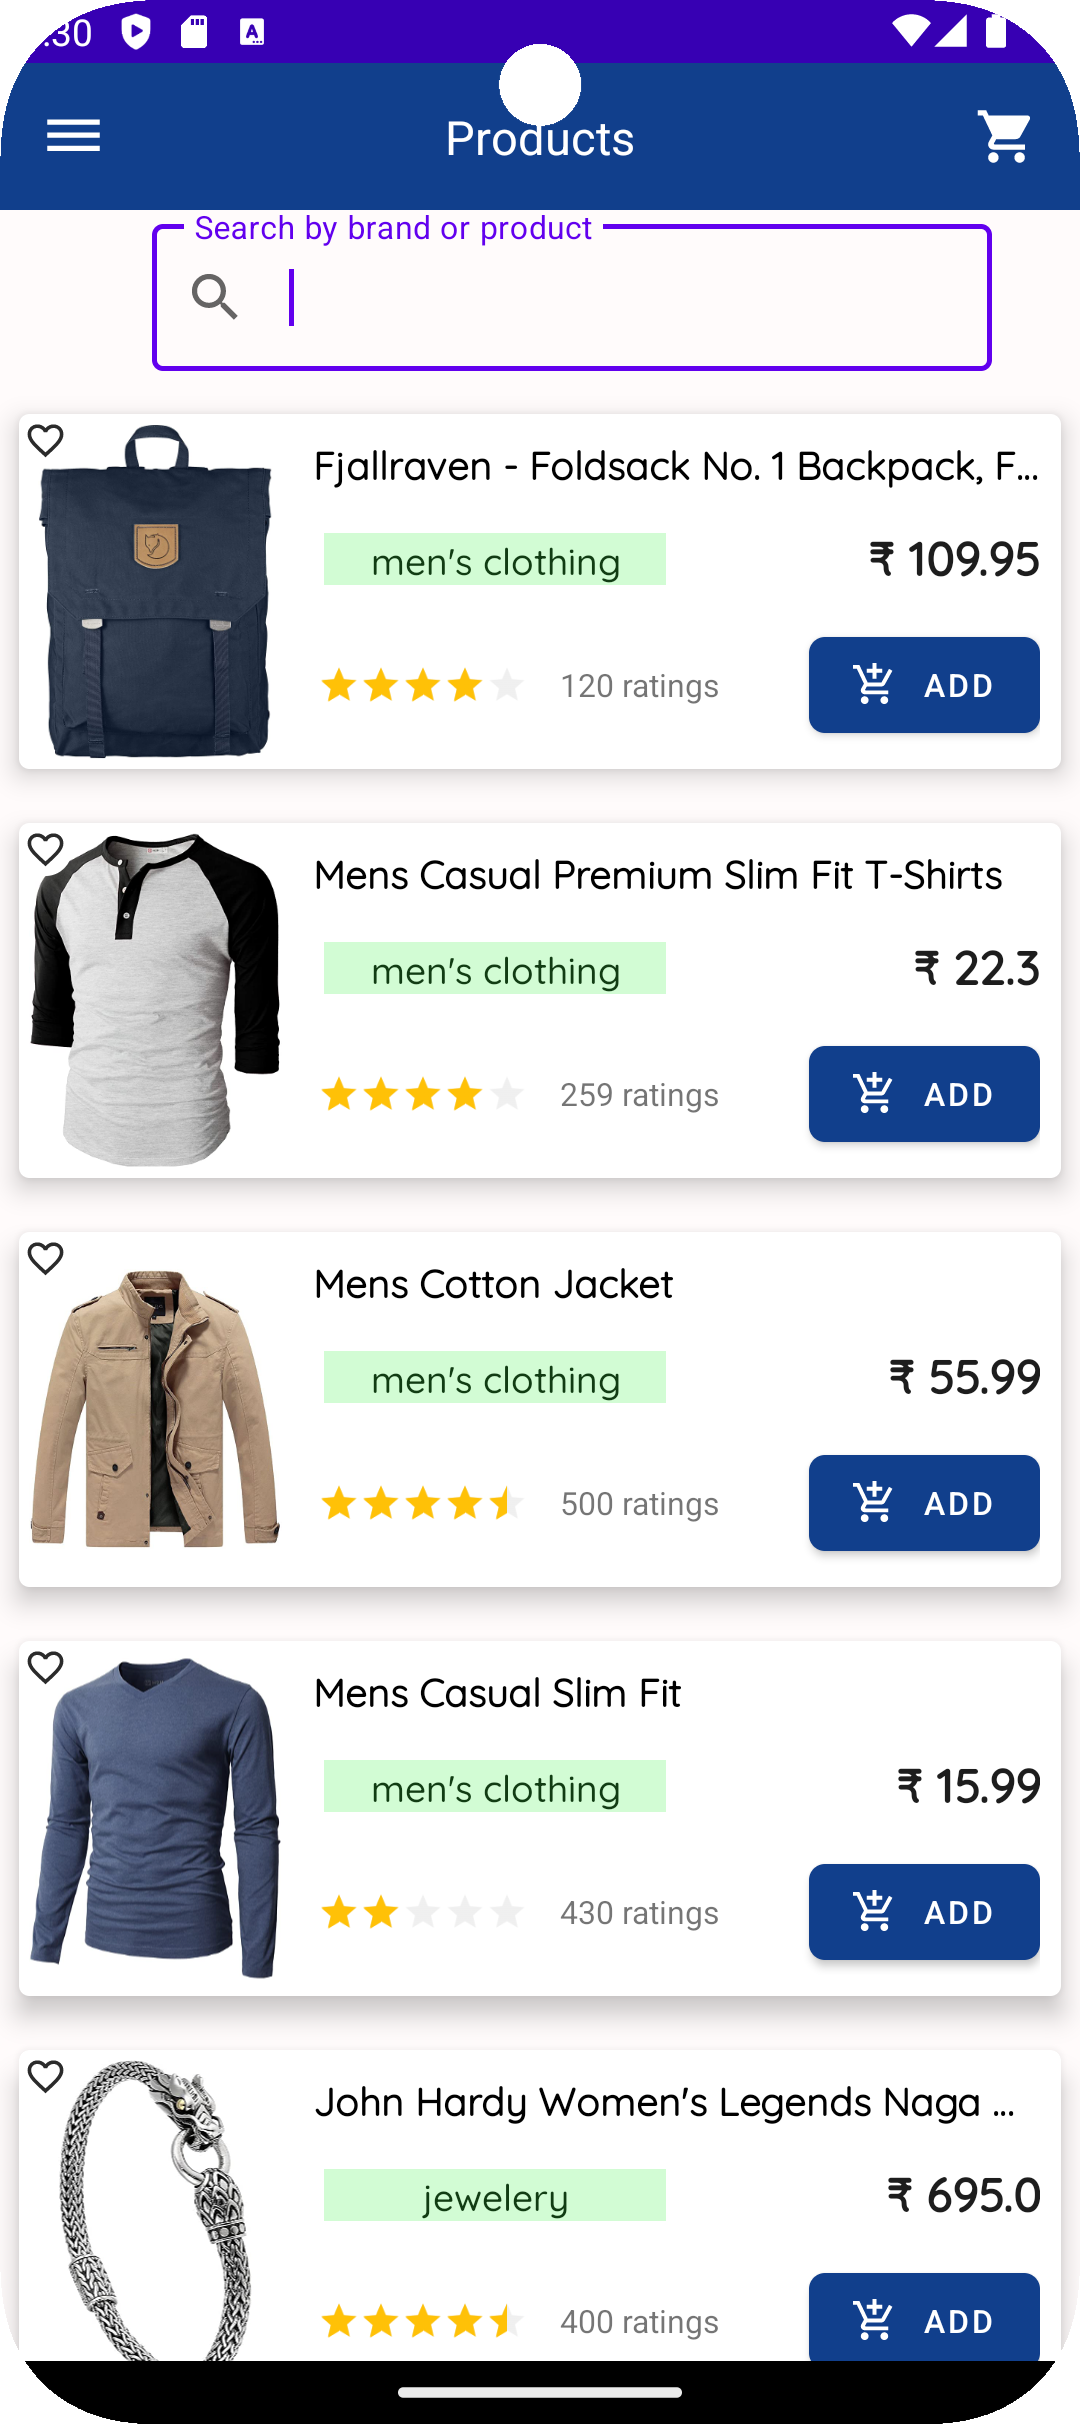 :30
Products
Search by brand or product
Fjallraven - Foldsack No. 1 Backpack, F...
men's clothing
₹ 109.95
120 ratings
ADD
Mens Casual Premium Slim Fit T-Shirts
men's clothing
₹ 22.3
259 ratings
ADD
Mens Cotton Jacket
men's clothing
₹ 55.99
500 ratings
ADD
Mens Casual Slim Fit
men's clothing
₹ 15.99
430 ratings
ADD
John Hardy Women's Legends Naga ...
jewelery
₹ 695.0
400 ratings
ADD